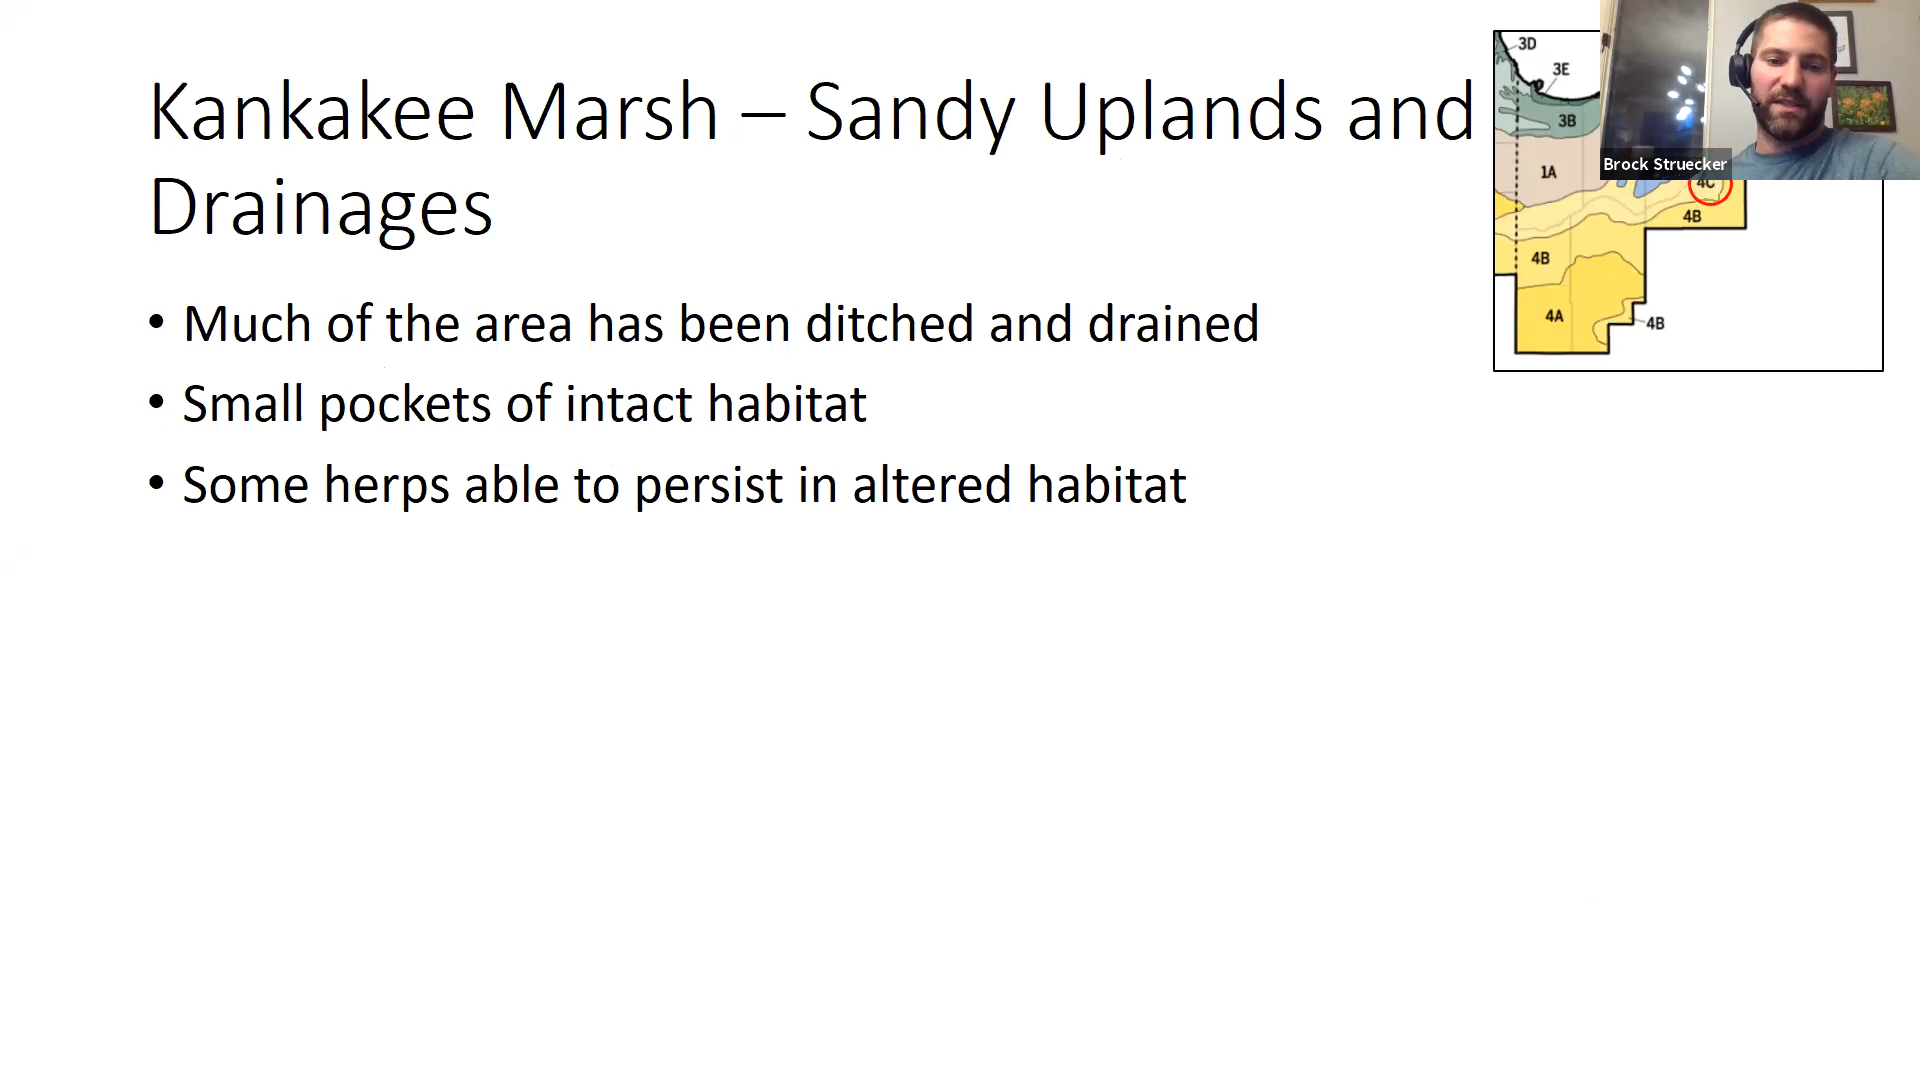 Kankakee Marsh – Sandy Uplands and
Drainages
• Much of the area has been ditched and drained
• Small pockets of intact habitat
• Some herps able to persist in altered habitat
3D
3E
3B
1A
4C
4B
4B
4A
4B
Brock Struecker